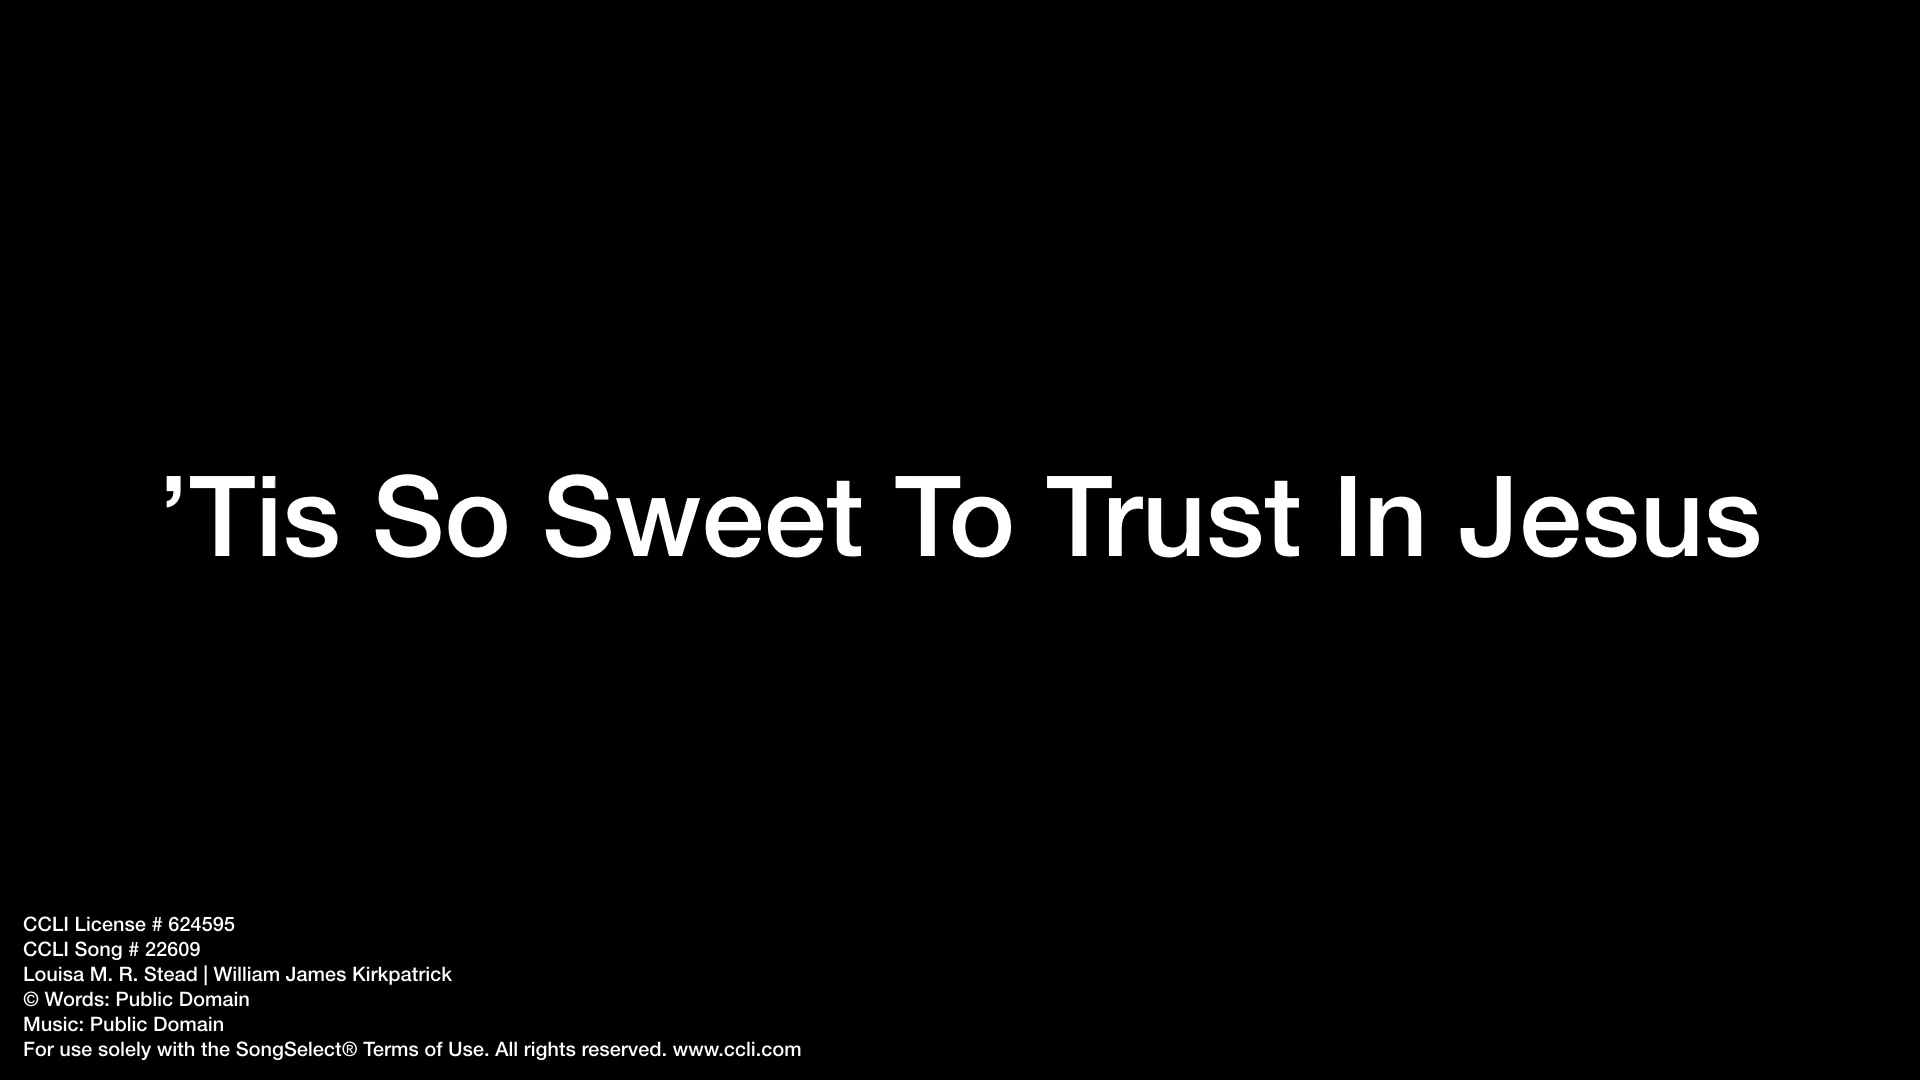 ’Tis So Sweet To Trust In Jesus
CCLI License # 624595
CCLI Song # 22609
Louisa M. R. Stead | William James Kirkpatrick
© Words: Public Domain
Music: Public Domain
For use solely with the SongSelect® Terms of Use. All rights reserved. www.ccli.com